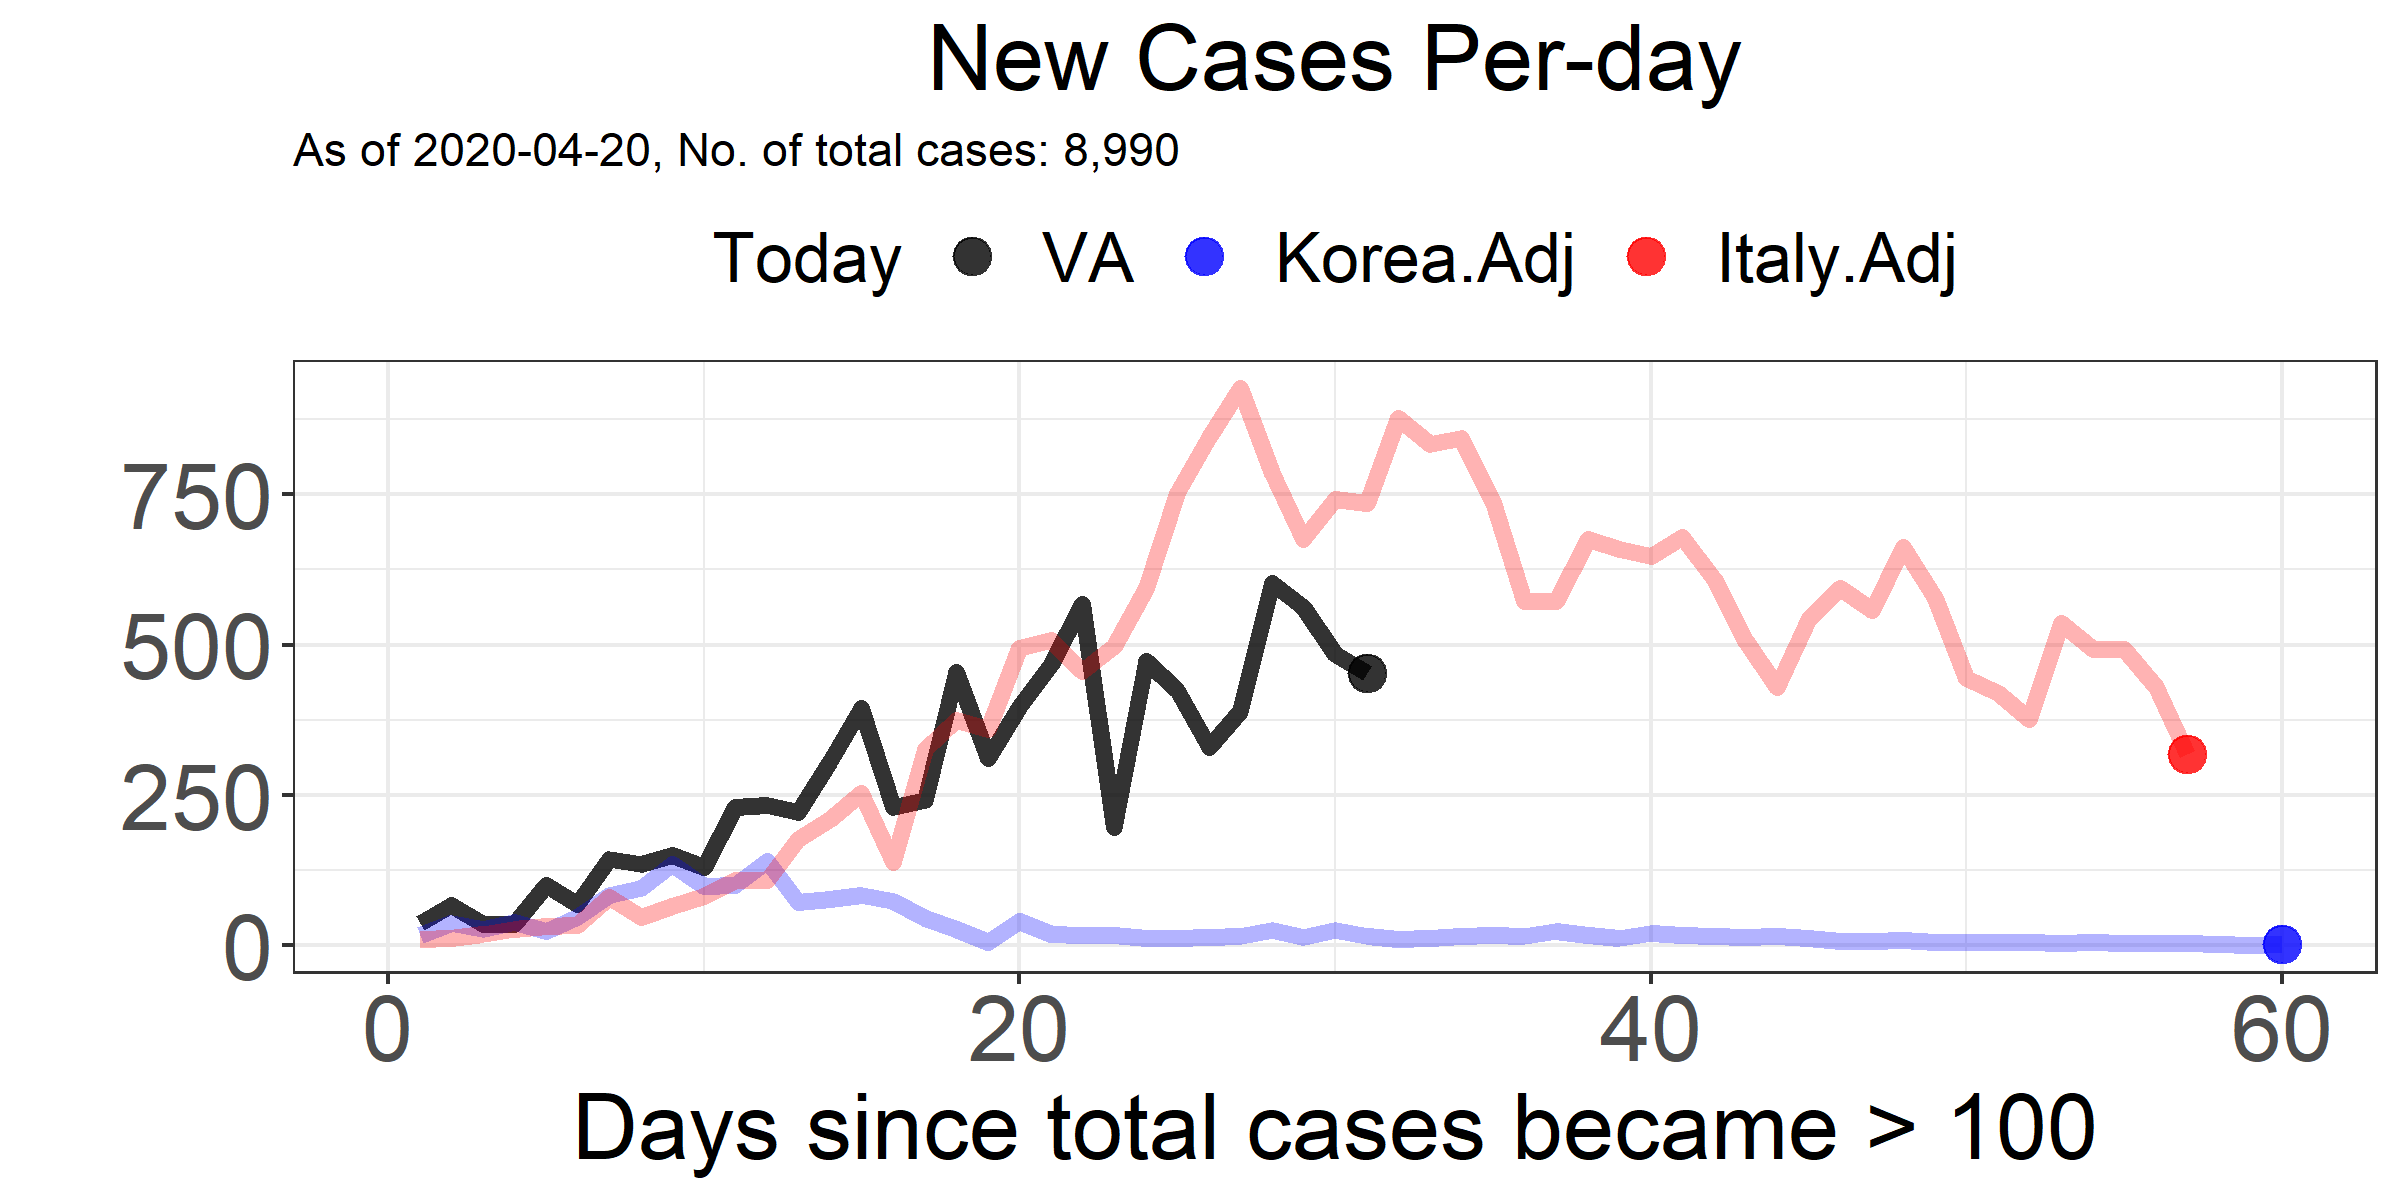 New Cases Per-day
As of 2020-04-20, No. of total cases: 8,990
Today VA Korea.Adj Italy.Adj
750
500
250
0
0 20 40 60
Days since total cases became > 100